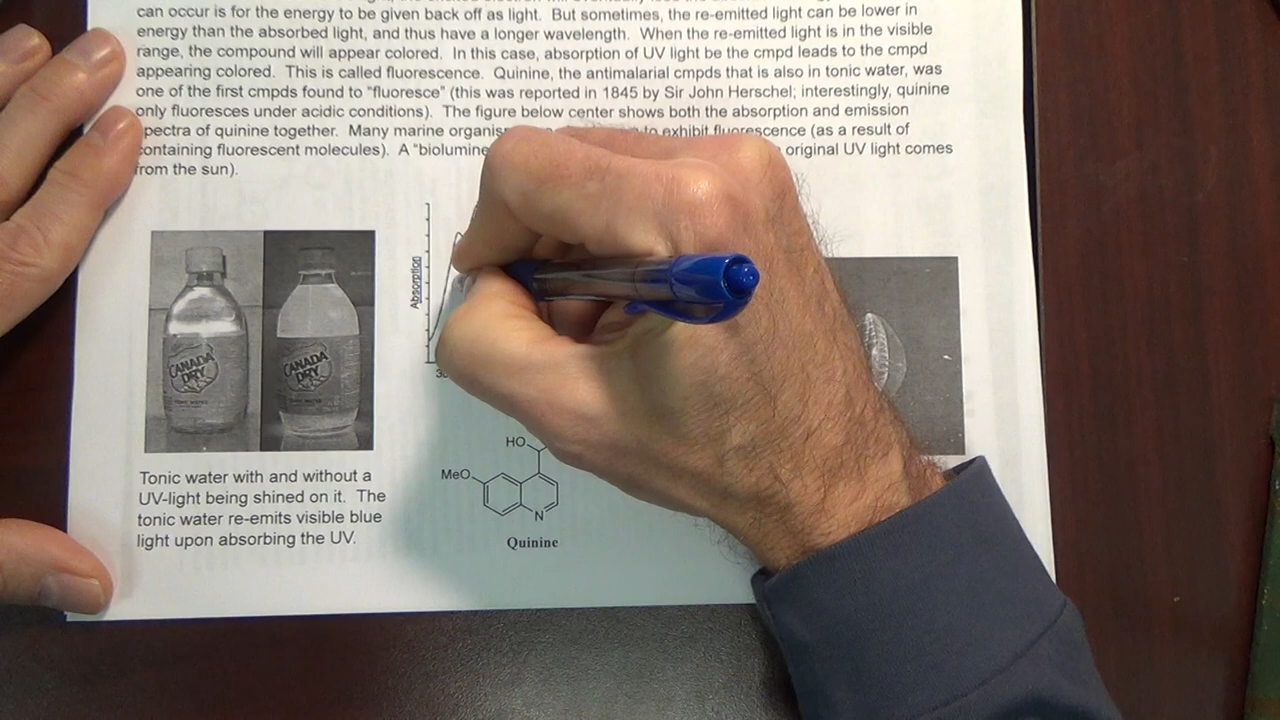 can occur is for the energy to be given back off as light. But sometimes, the re-emitted light can be lower in
energy than the absorbed light, and thus have a longer wavelength. When the re-emitted light is in the visible
range, the compound will appear colored. In this case, absorption of UV light be the cmpd leads to the cmpd
appearing colored. This is called fluorescence. Quinine, the antimalarial cmpds that is also in tonic water, was
one of the first cmpds found to "fluoresce" (this was reported in 1845 by Sir John Herschel; interestingly, quinine
only fluoresces under acidic conditions). The figure below center shows both the absorption and emission
spectra of quinine together. Many marine to exhibit fluorescence (as a result of
containing fluorescent molecules). A original UV light comes
from the sun).
Absorption
CANADA
DRY
CANADA
DRY
HO
MeO
N
Quinine
Tonic water with and without a
UV-light being shined on it. The
tonic water re-emits visible blue
light upon absorbing the UV.